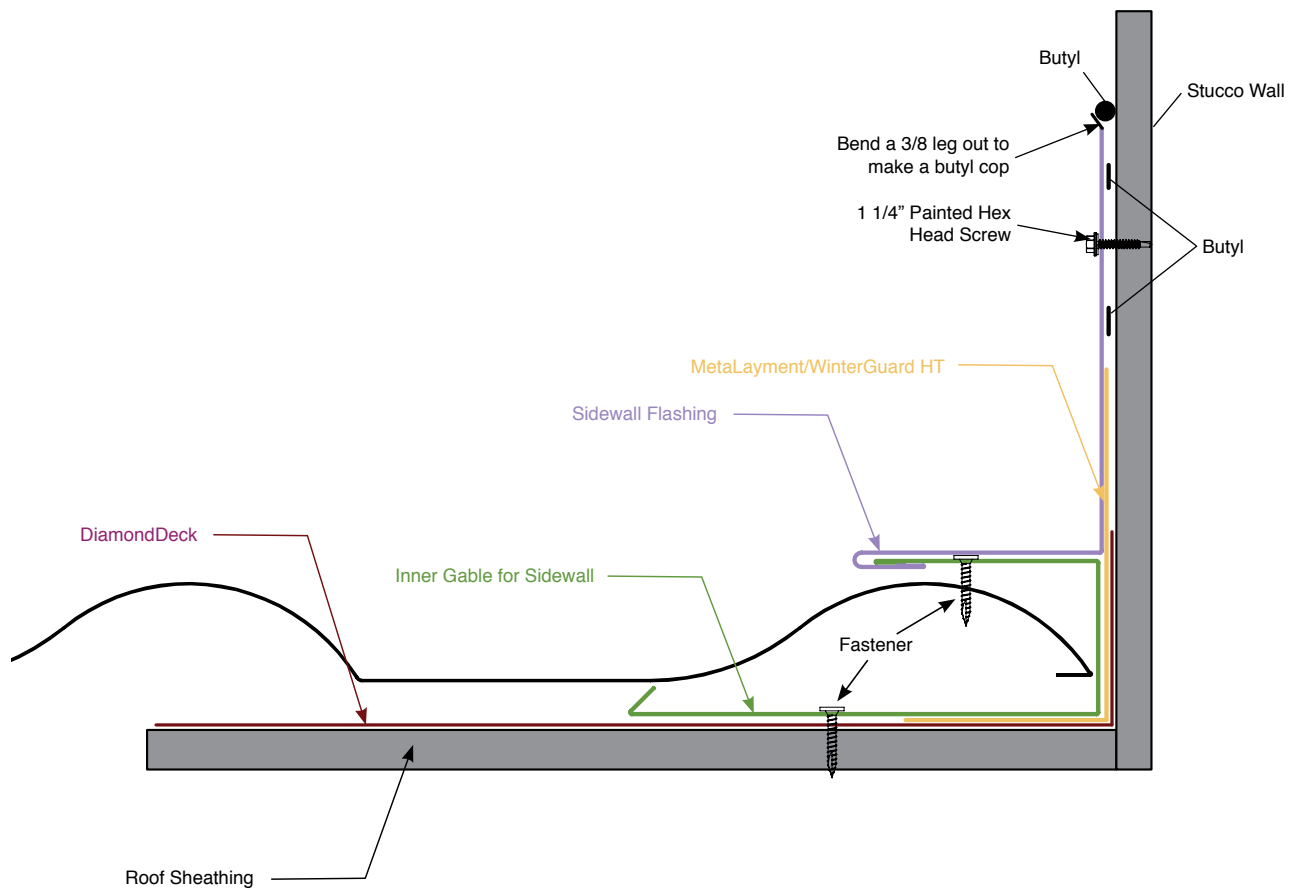 Butyl
Stucco Wall
Bend a 3/8 leg out to
make a butyl cop
1 1/4” Painted Hex
Head Screw
Butyl
MetaLayment/WinterGuard HT
Sidewall Flashing
DiamondDeck
Inner Gable for Sidewall
Fastener
Roof Sheathing